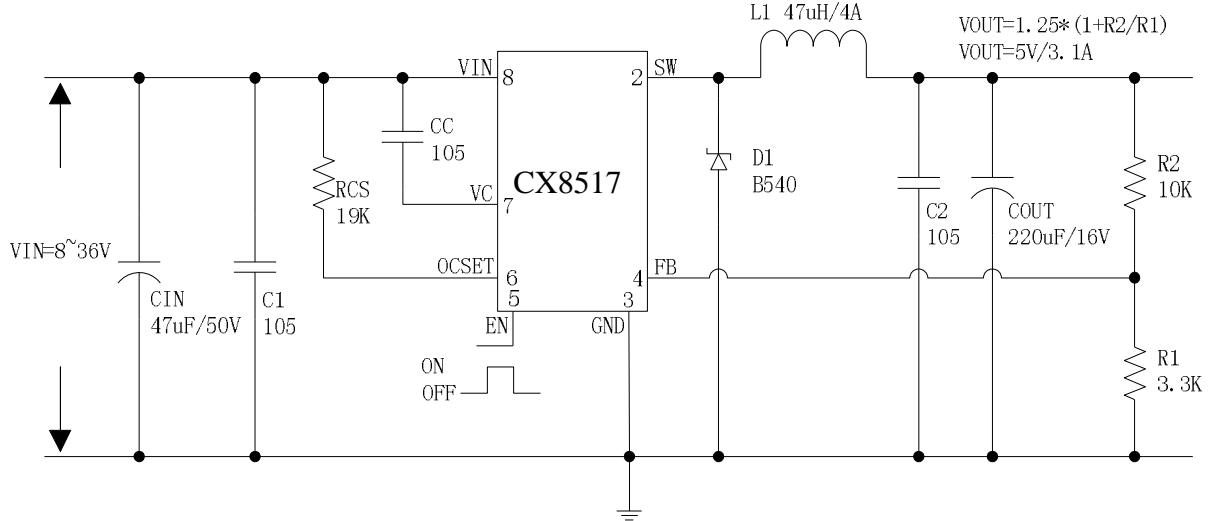 L1 47uH/4A
VOUT=1.25*(1+R2/R1)
VOUT=5V/3.1A
VIN
8
2
SW
CC
105
D1
B540
R2
10K
RCS
19K
VC
7
CX8517
C2
105
COUT
220uF/16V
VIN=8~36V
OCSET
6
4
FB
5
3
CIN
47uF/50V
C1
105
EN
GND
ON
OFF
R1
3.3K